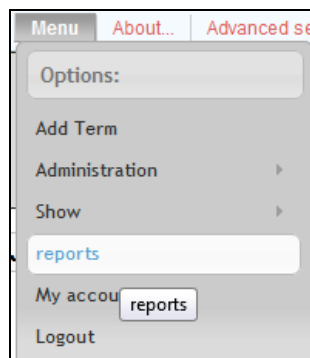 Menu About... Advanced se
Options:
Add Term
Administration
Show
reports
My accou
reports
Logout